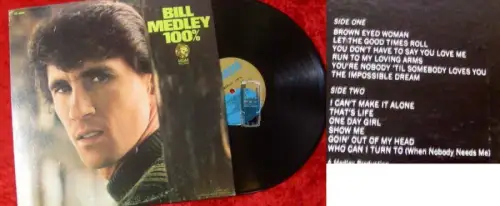 BILL
MEDLEY
100%
MGM
SIDE ONE
BROWN EYED WOMAN
LET THE GOOD TIMES ROLL
YOU DON'T HAVE TO SAY YOU LOVE ME
RUN TO MY LOVING ARMS
YOU'RE NOBODY 'TIL SOMEBODY LOVES YOU
THE IMPOSSIBLE DREAM
SIDE TWO
I CAN'T MAKE IT ALONE
THAT'S LIFE
ONE DAY GIRL
SHOW ME
GOIN' OUT OF MY HEAD
WHO CAN I TURN TO (When Nobody Needs Me)
A Medley Production